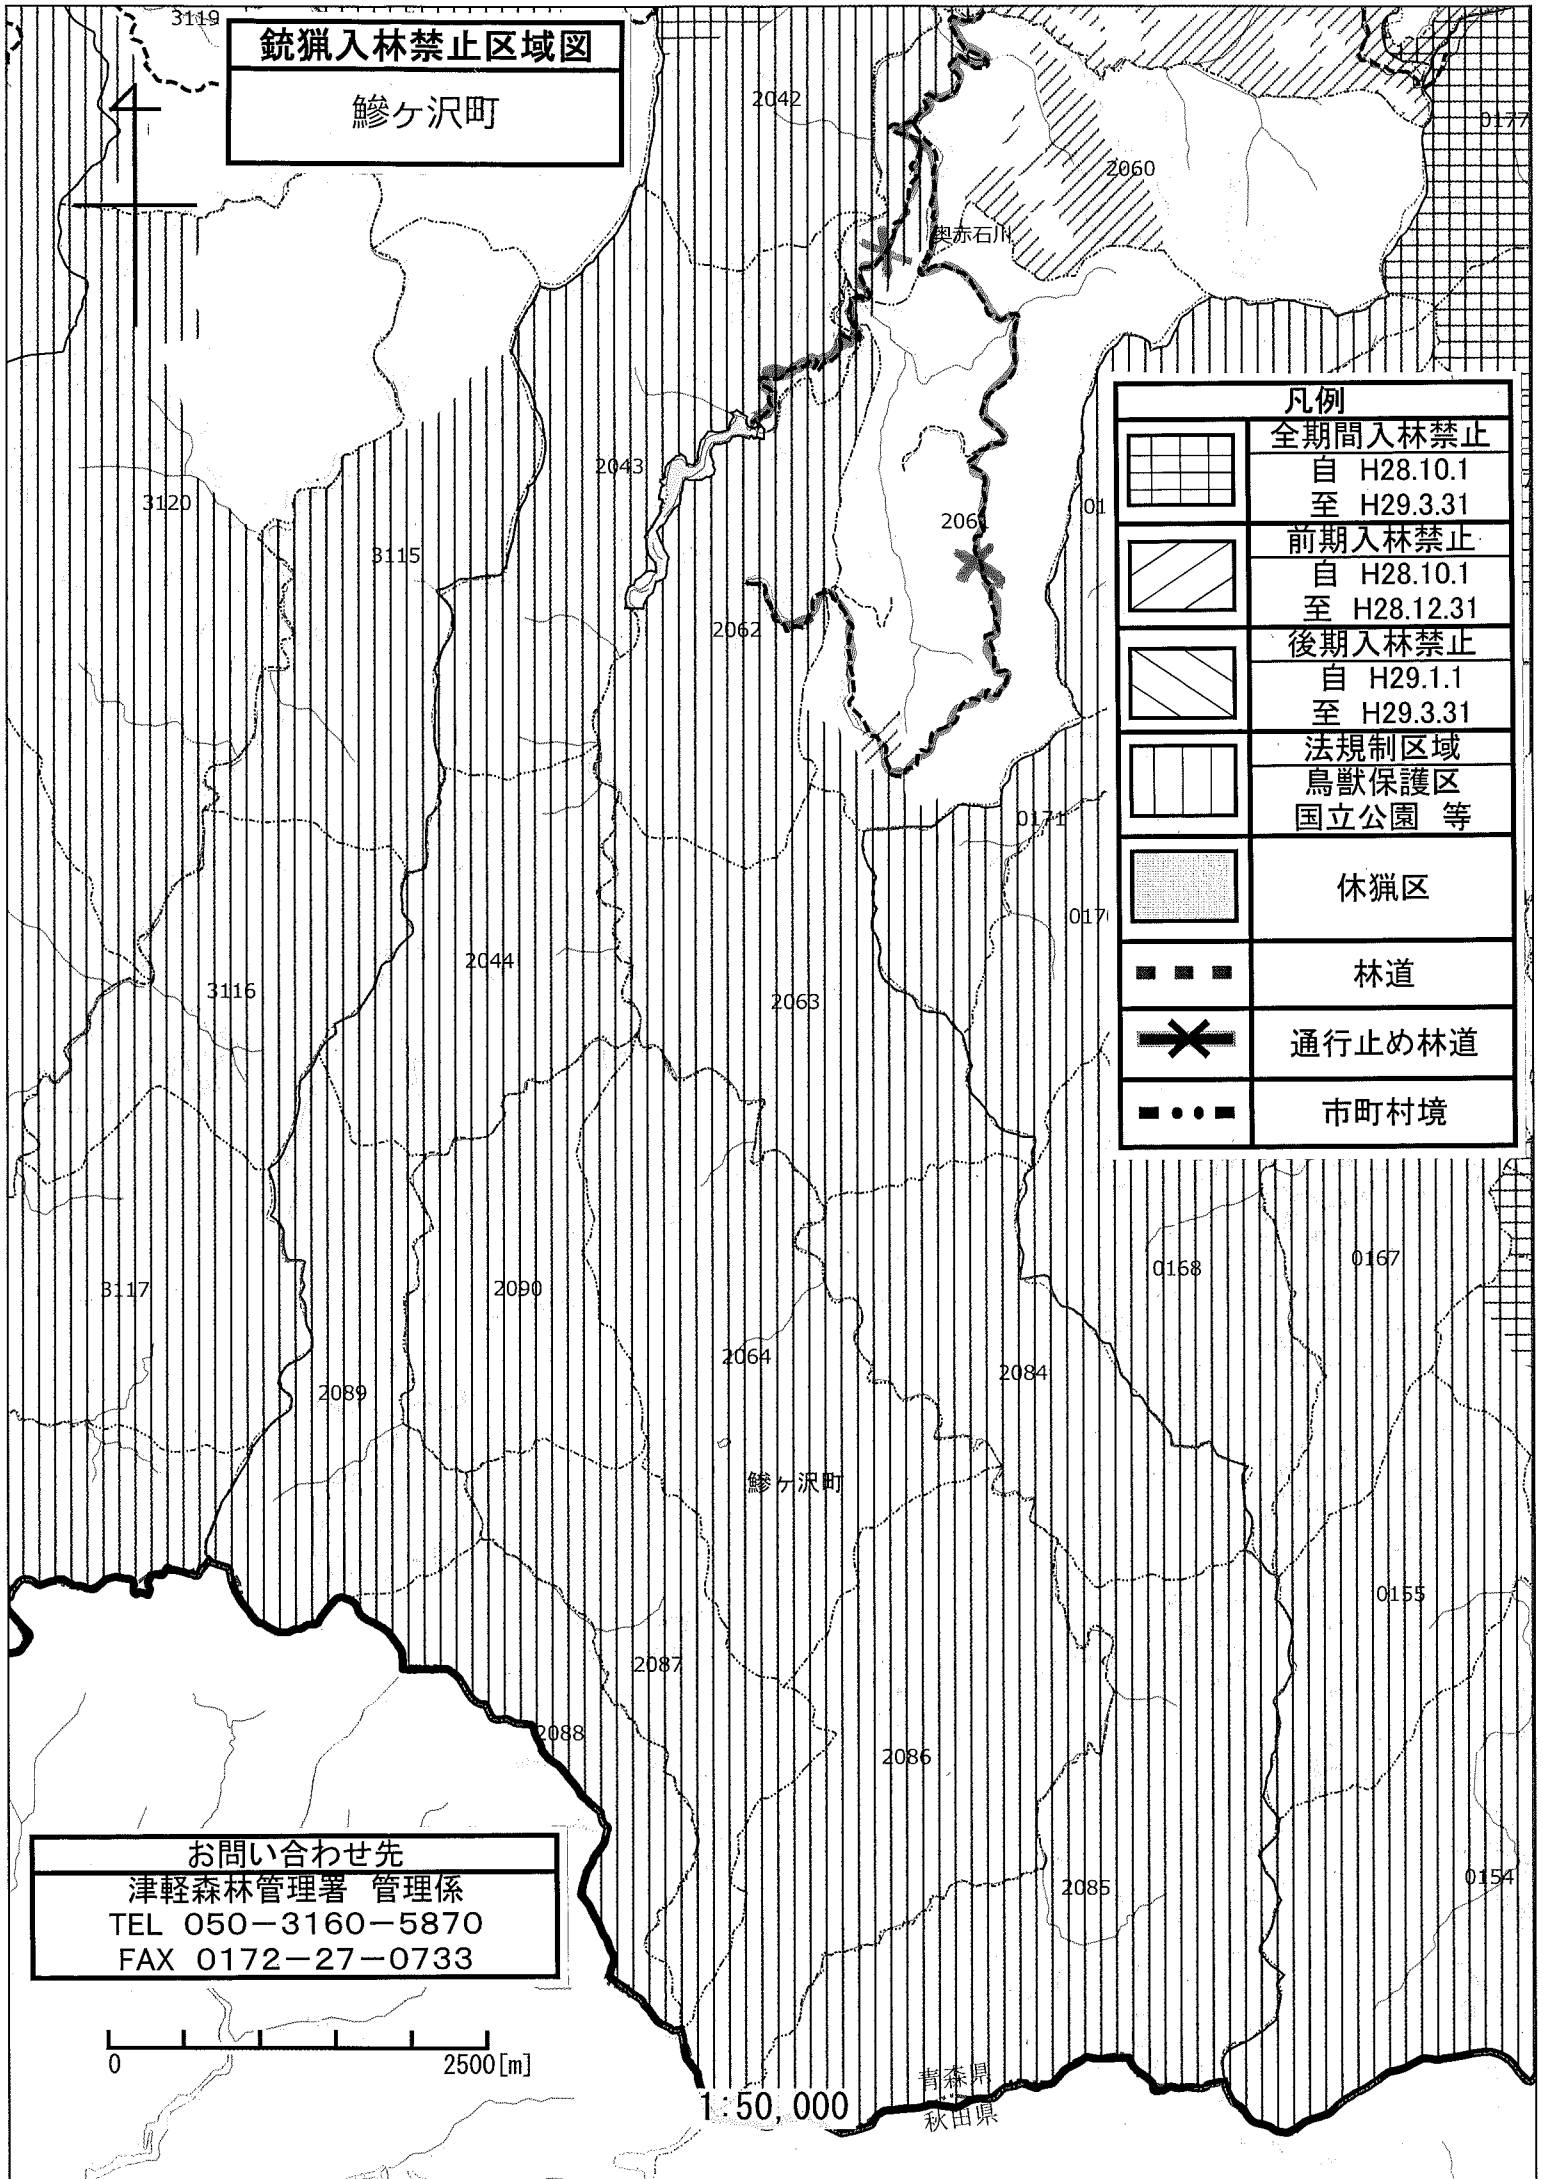 3119
銃猟入林禁止区域図
鰺ヶ沢町
2042
0177
2060
奥赤石川
凡例
全期間入林禁止
自 H28.10.1
至 H29.3.31
前期入林禁止
自 H28.10.1
至 H28.12.31
後期入林禁止
自 H29.1.1
至 H29.3.31
法規制区域
鳥獣保護区
国立公園 等
休猟区
林道
通行止め林道
市町村境
2043
3120
3115
01
2062
0171
2044
3116
2063
3117
2090
0168
0167
2064
2084
2089
鰺ヶ沢町
0155
2087
2088
2086
2085
0154
お問い合わせ先
津軽森林管理署 管理係
TEL 050－3160－5870
FAX 0172－27－0733
0 2500[m]
1:50,000
青森県
秋田県